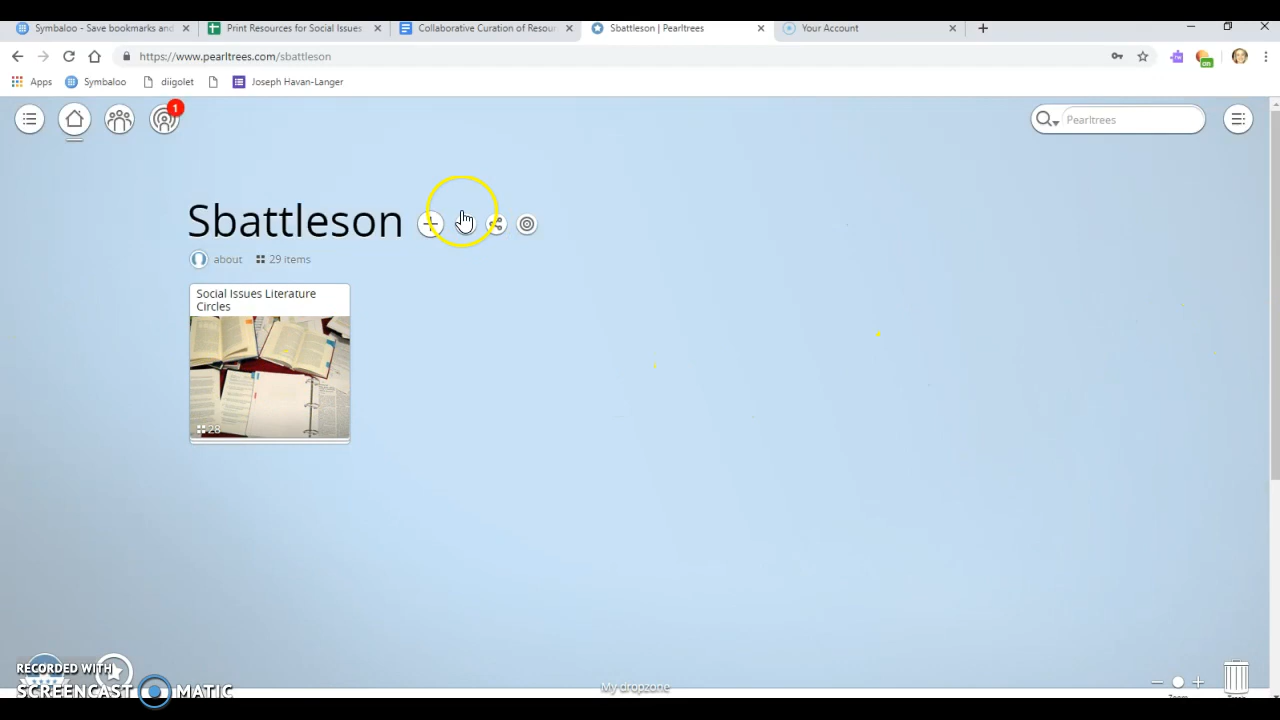 Symbaloo - Save bookmarks and
Print Resources for Social Issues
Collaborative Curation of Resour
Sbattleson | Pearltrees
Your Account
https://www.pearltrees.com/sbattleson
on
Apps
Symbaloo
diigolet
Joseph Havan-Langer
1
Pearltrees
Sbattleson
about
29 items
Social Issues Literature
Circles
28
RECORDED WITH
SCREENCAST MATIC
My dropzone